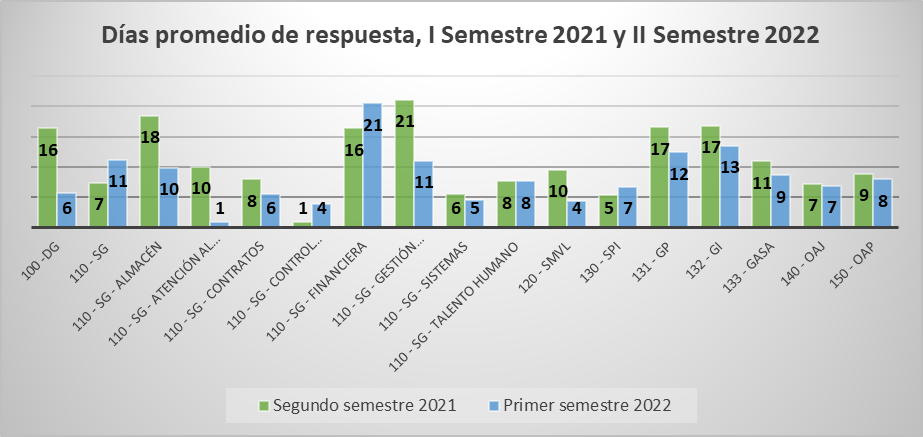 Días promedio de respuesta, I Semestre 2021 y II Semestre 2022
16 6 7 11 18 10 10 1 8 6 1 4 16 21 21 11 6 5 8 8 10 4 5 7 17 12 17 13 11 9 7 7 9 8
100 -DG
110 - SG
110 - SG - ALMACÉN
110 - SG - ATENCIÓN AL...
110 - SG - CONTRATOS
110 - SG - CONTROL...
110 - SG - FINANCIERA
110 - SG - GESTIÓN...
110 - SG - SISTEMAS
110 - SG - TALENTO HUMANO
120 - SMVL
130 - SPI
131 - GP
132 - GI
133 - GASA
140 - OAJ
150 - OAP
Segundo semestre 2021
Primer semestre 2022